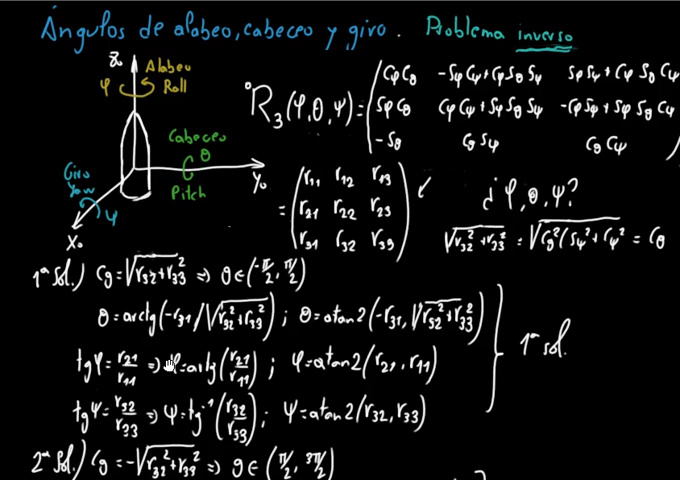 Ángulos de alabeo, cabeceo y giro. Problema inverso
Z₀
Alabeo
Roll
φ
Cabeceo
θ
Pitch
Y₀
Giro
Yaw
ψ
X₀
⁰R₃(φ,θ,ψ) =
CφCθ -SφCψ+CφSθSψ SφSψ+CφSθCψ
SφCθ CφCψ+SφSθSψ -CφSψ+SφSθCψ
-Sθ CθSψ CθCψ
= r₁₁ r₁₂ r₁₃
r₂₁ r₂₂ r₂₃
r₃₁ r₃₂ r₃₃
¿φ,θ,ψ?
√r₃₂²+r₃₃² = √Cθ²(Sψ²+Cψ²) = Cθ
1ª Sol.) Cθ=√r₃₂+r₃₃² => θ∈(-π/2, π/2)
θ=arctg(-r₃₁/√r₃₂²+r₃₃²); θ=atan2(-r₃₁, √r₃₂²+r₃₃²)
tgφ=r₂₁/r₁₁ => φ=arctg(r₂₁/r₁₁); φ=atan2(r₂₁, r₁₁)
tgψ=r₃₂/r₃₃ => ψ=tg⁻¹(r₃₂/r₃₃); ψ=atan2(r₃₂, r₃₃)
1ª sol.
2ª Sol.) Cθ=-√r₃₂²+r₃₃² => θ∈(π/2, 3π/2)